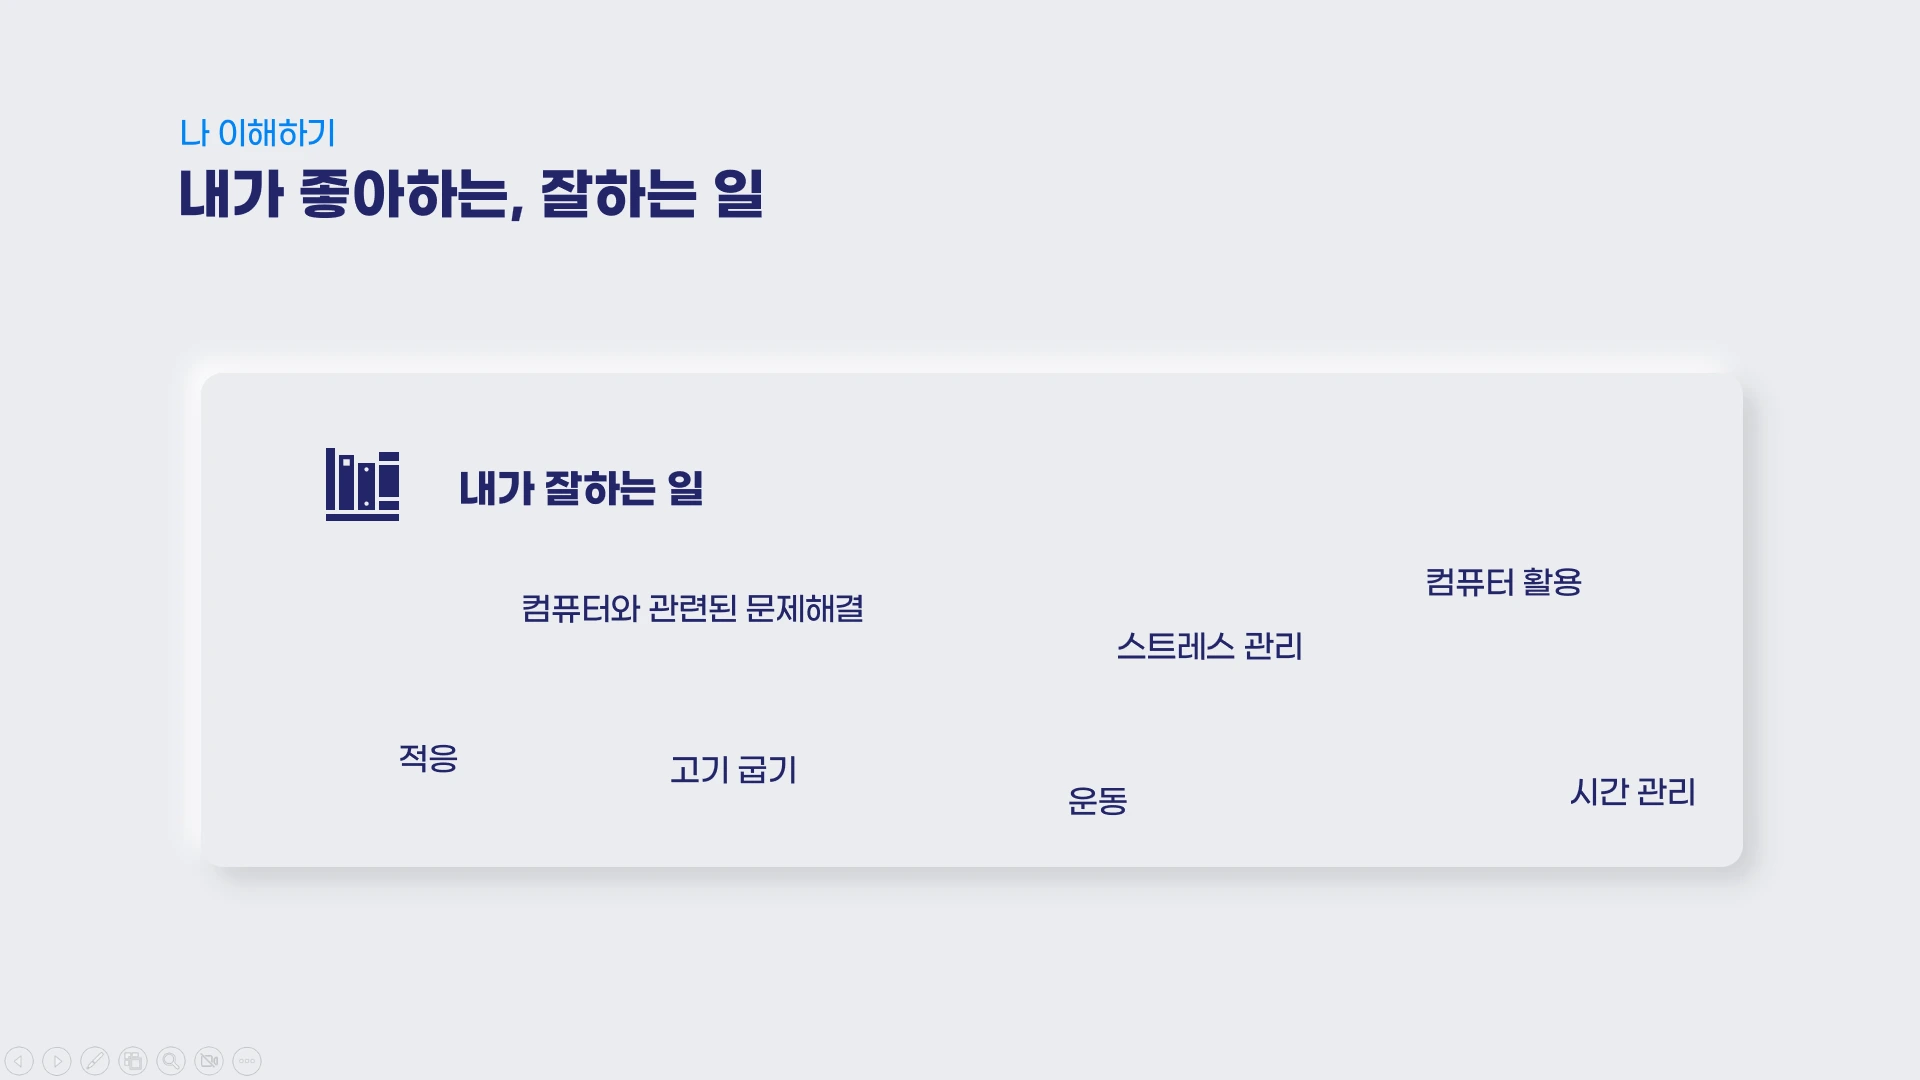 나 이해하기
내가 좋아하는, 잘하는 일
내가 잘하는 일
컴퓨터와 관련된 문제해결
컴퓨터 활용
스트레스 관리
적응
고기 굽기
운동
시간 관리